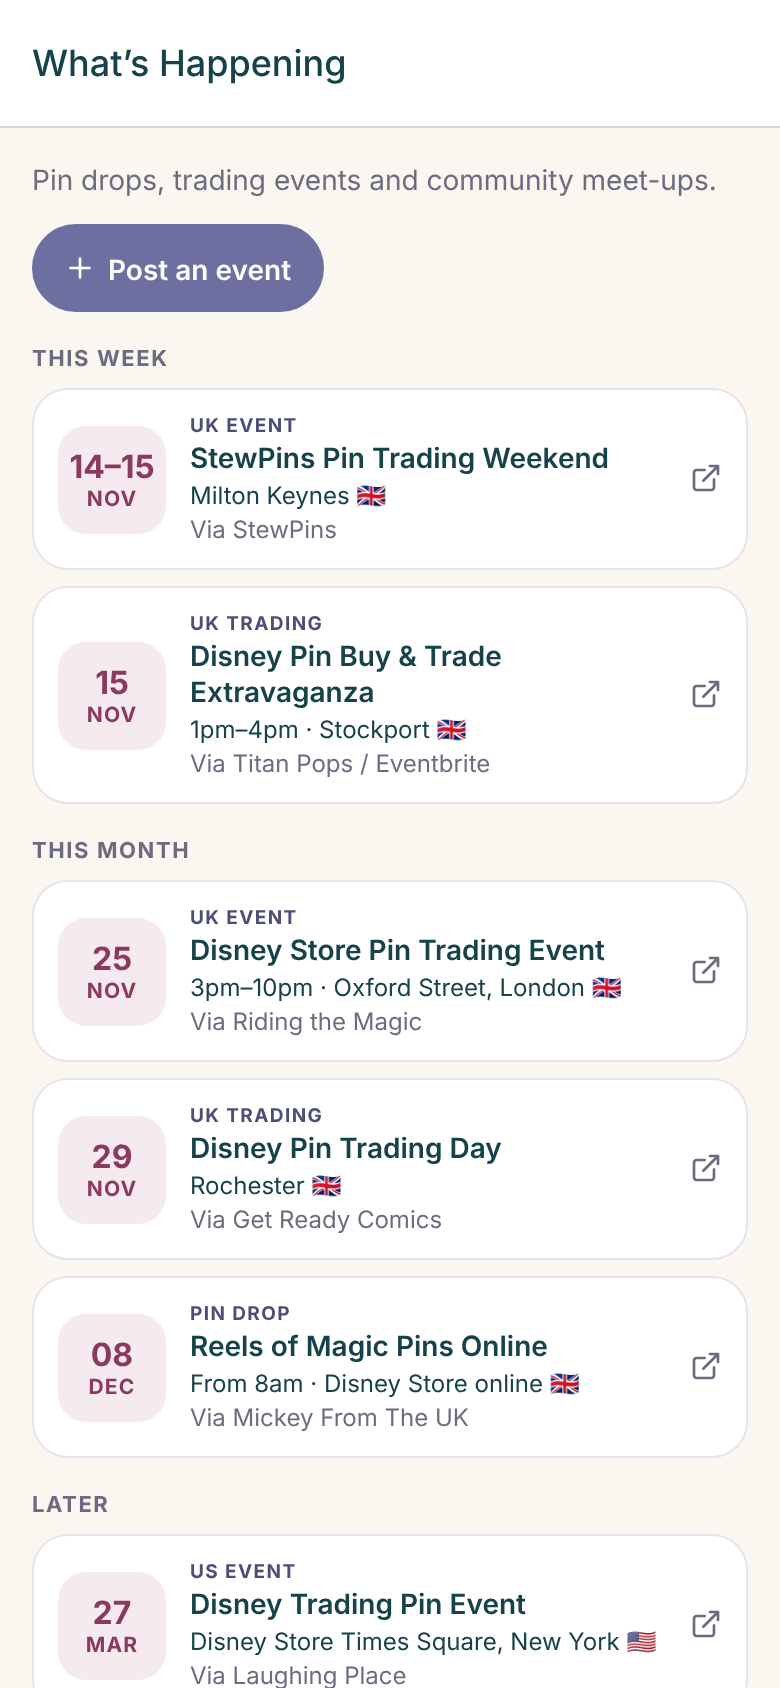 What’s Happening
Pin drops, trading events and community meet-ups.
+ Post an event
THIS WEEK
14–15
NOV
UK EVENT
StewPins Pin Trading Weekend
Milton Keynes 🇬🇧
Via StewPins
15
NOV
UK TRADING
Disney Pin Buy & Trade
Extravaganza
1pm–4pm · Stockport 🇬🇧
Via Titan Pops / Eventbrite
THIS MONTH
25
NOV
UK EVENT
Disney Store Pin Trading Event
3pm–10pm · Oxford Street, London 🇬🇧
Via Riding the Magic
29
NOV
UK TRADING
Disney Pin Trading Day
Rochester 🇬🇧
Via Get Ready Comics
08
DEC
PIN DROP
Reels of Magic Pins Online
From 8am · Disney Store online 🇬🇧
Via Mickey From The UK
LATER
27
MAR
US EVENT
Disney Trading Pin Event
Disney Store Times Square, New York 🇺🇸
Via Laughing Place